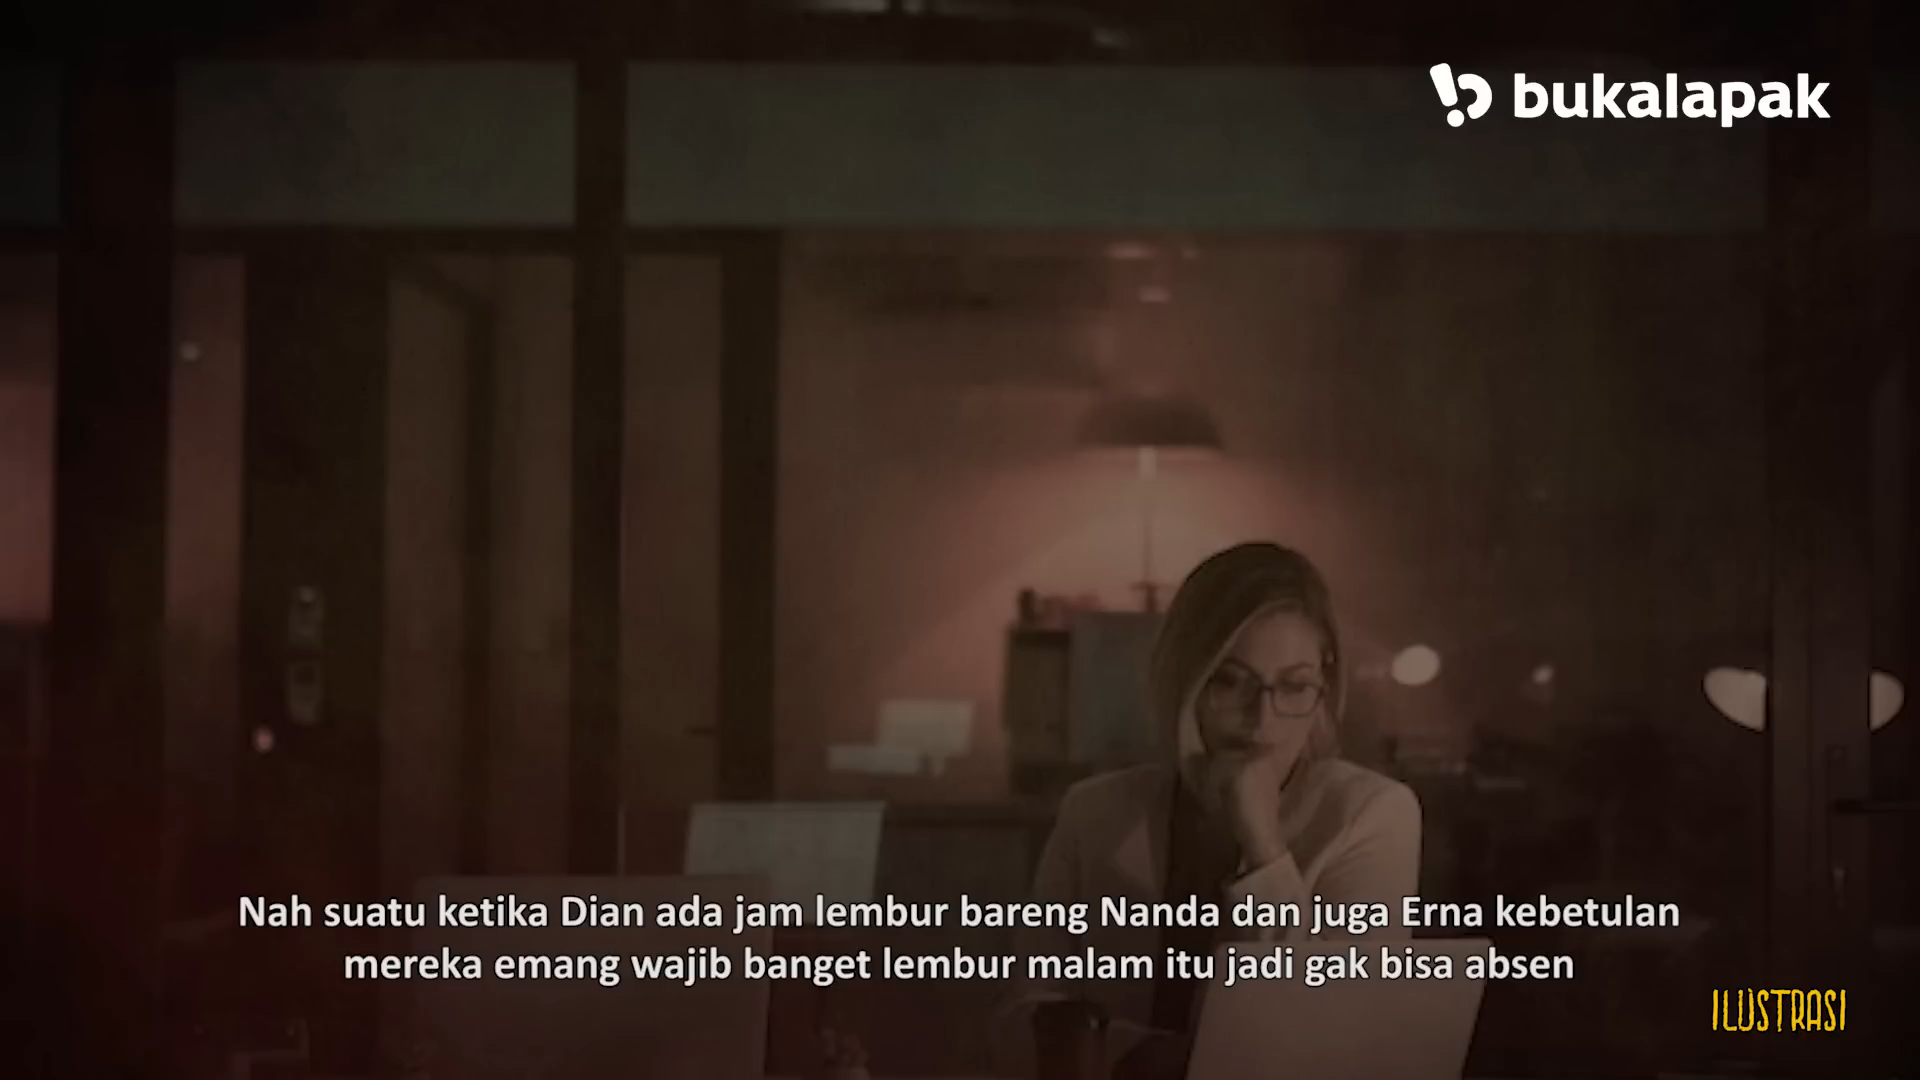 bukalapak
Nah suatu ketika Dian ada jam lembur bareng Nanda dan juga Erna kebetulan
mereka emang wajib banget lembur malam itu jadi gak bisa absen
ILUSTRASI